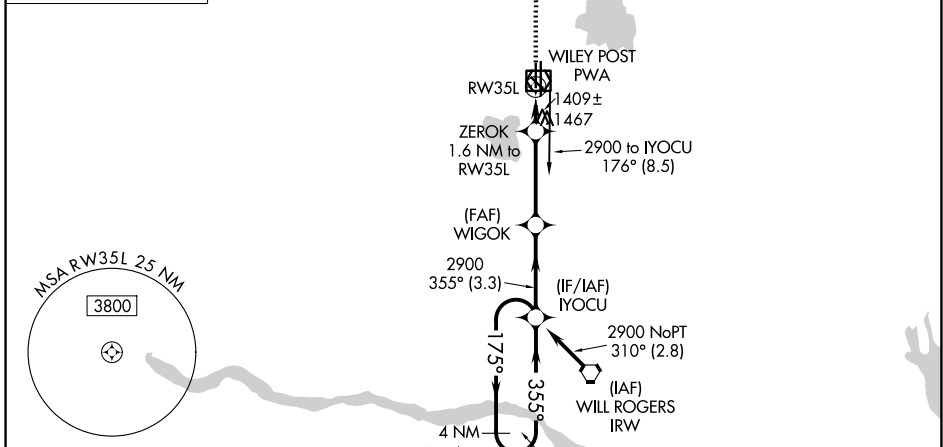 WILEY POST
PWA
RW35L
1409±
1467
ZEROK
1.6 NM to
RW35L
2900 to IYOCU
176° (8.5)
(FAF)
WIGOK
2900
355° (3.3)
(IF/IAF)
IYOCU
MSA RW35L 25 NM
3800
2900 NoPT
310° (2.8)
175°
355°
(IAF)
WILL ROGERS
IRW
4 NM